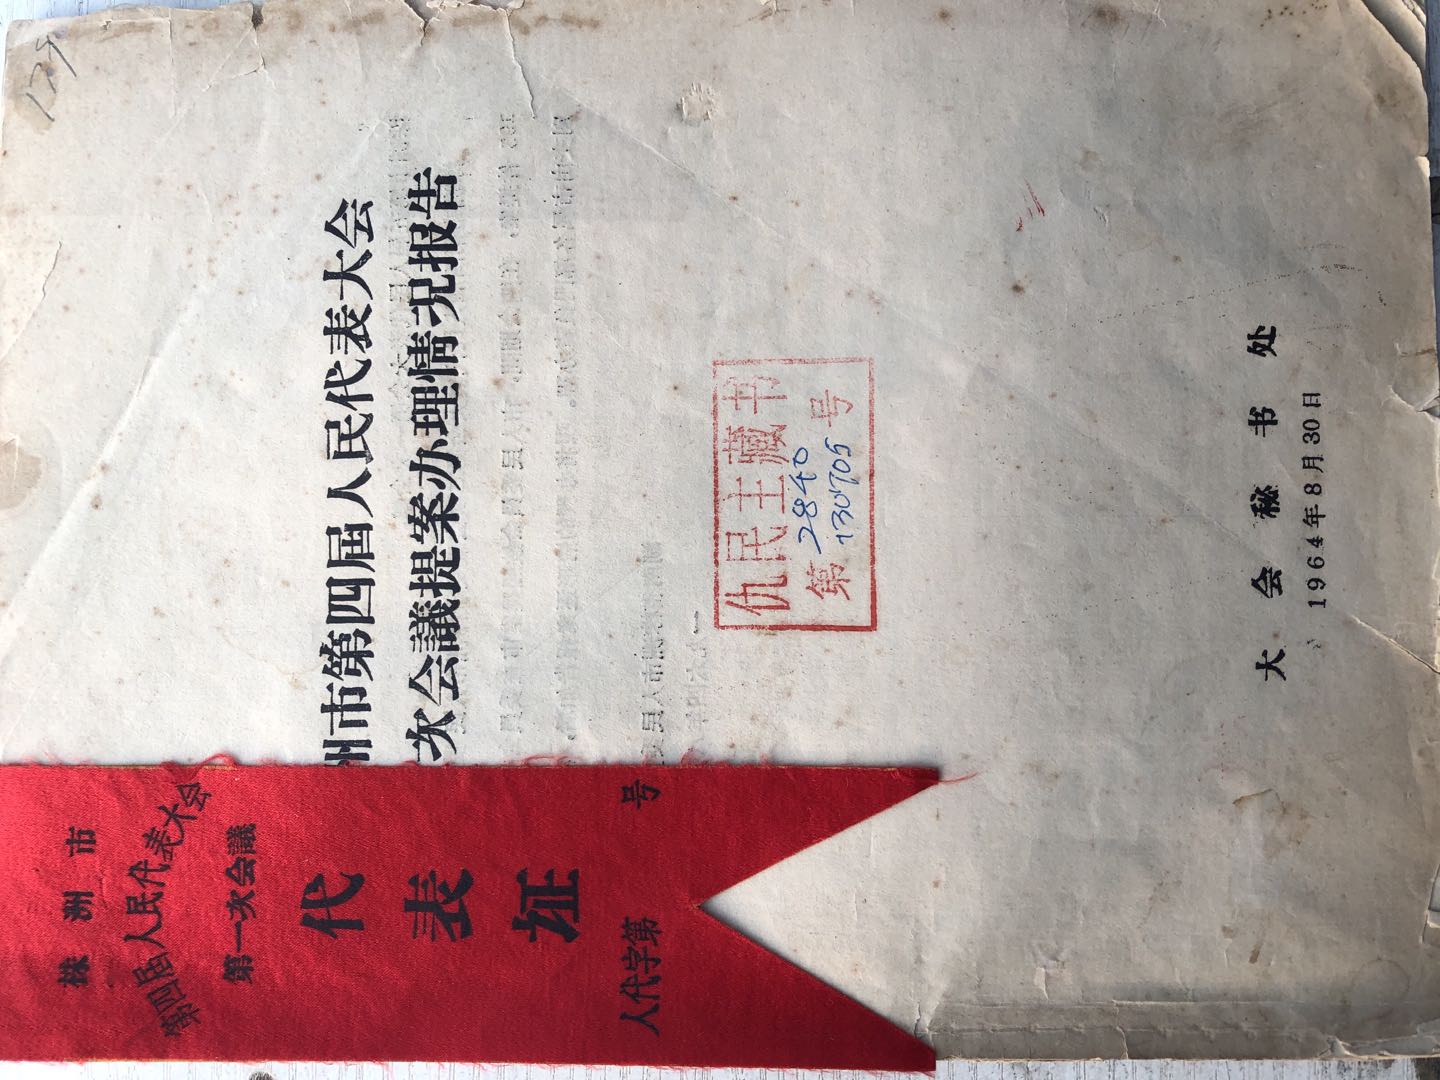 179
州市第四届人民代表大会
次会議提案办理情况报告
仇民主藏书
第 2840 号
130705
大会秘书处
1964年8月30日
株洲市
第四届人民代表大会
第一次会議
代表证
人代字第 号